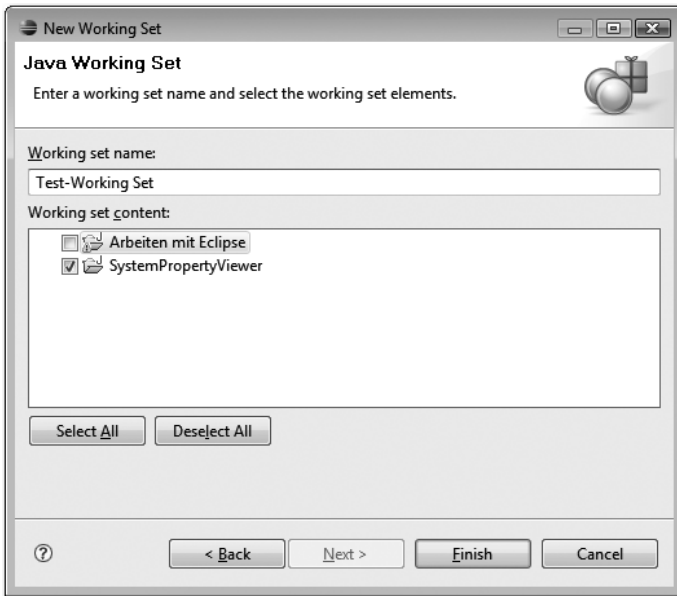 New Working Set
Java Working Set
Enter a working set name and select the working set elements.
Working set name:
Test-Working Set
Working set content:
Arbeiten mit Eclipse
SystemPropertyViewer
Select All
Deselect All
?
< Back
Next >
Finish
Cancel